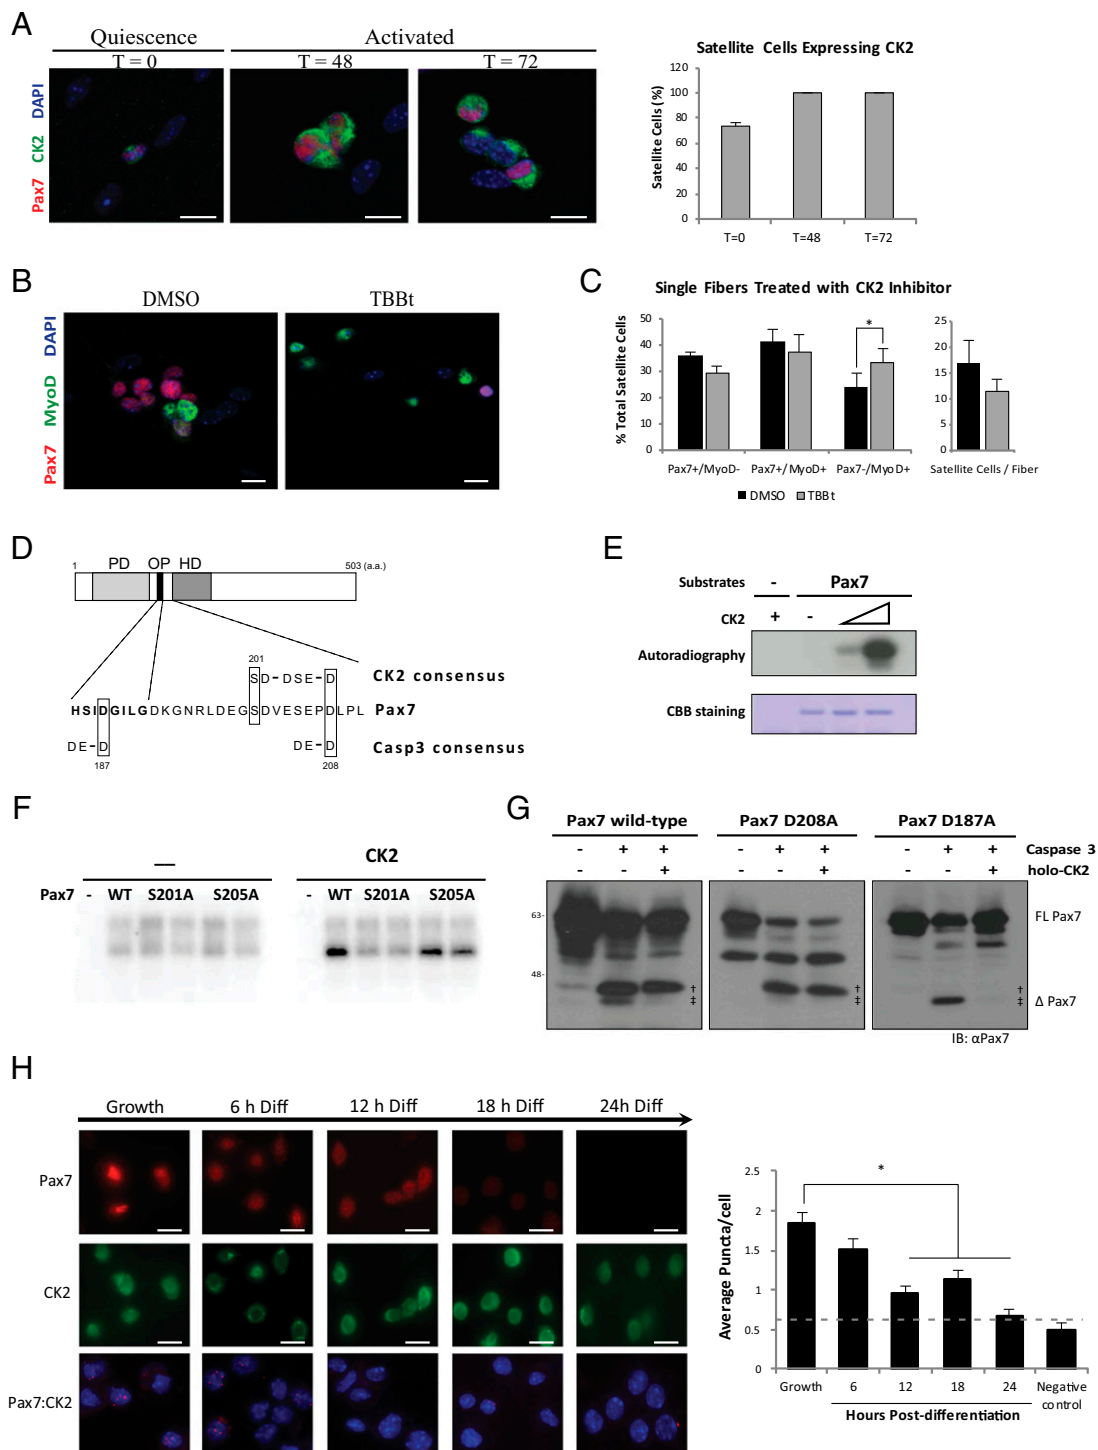 A
Quiescence
Activated
T = 0
T = 48
T = 72
Pax7 CK2 DAPI
Satellite Cells Expressing CK2
Satellite Cells (%)
120
100
80
60
40
20
0
T=0
T=48
T=72
B
DMSO
TBBt
Pax7 MyoD DAPI
C
Single Fibers Treated with CK2 Inhibitor
% Total Satellite Cells
50
40
30
20
10
0
*
Pax7+/MyoD-
Pax7+/MyoD+
Pax7-/MyoD+
25
20
15
10
5
0
Satellite Cells / Fiber
DMSO
TBBt
D
1
PD
OP
HD
503 (a.a.)
201
SD-DSE-D
CK2 consensus
HSIDGILGDKGNRLDEGSDVESEPDLPL
Pax7
DE-D
DE-D
Casp3 consensus
187
208
E
Substrates
-
Pax7
CK2
+
-
Autoradiography
CBB staining
F
—
CK2
Pax7 - WT S201A S205A
- WT S201A S205A
G
Pax7 wild-type
Pax7 D208A
Pax7 D187A
- + +
- + +
- + +
Caspase 3
+
+
+
holo-CK2
63-
48-
FL Pax7
†
‡
†
‡
†
‡
Δ Pax7
IB: αPax7
H
Growth
6 h Diff
12 h Diff
18 h Diff
24h Diff
Pax7
CK2
Pax7:CK2
Average Puncta/cell
2.5
2
1.5
1
0.5
0
*
Growth
6
12
18
24
Negative control
Hours Post-differentiation